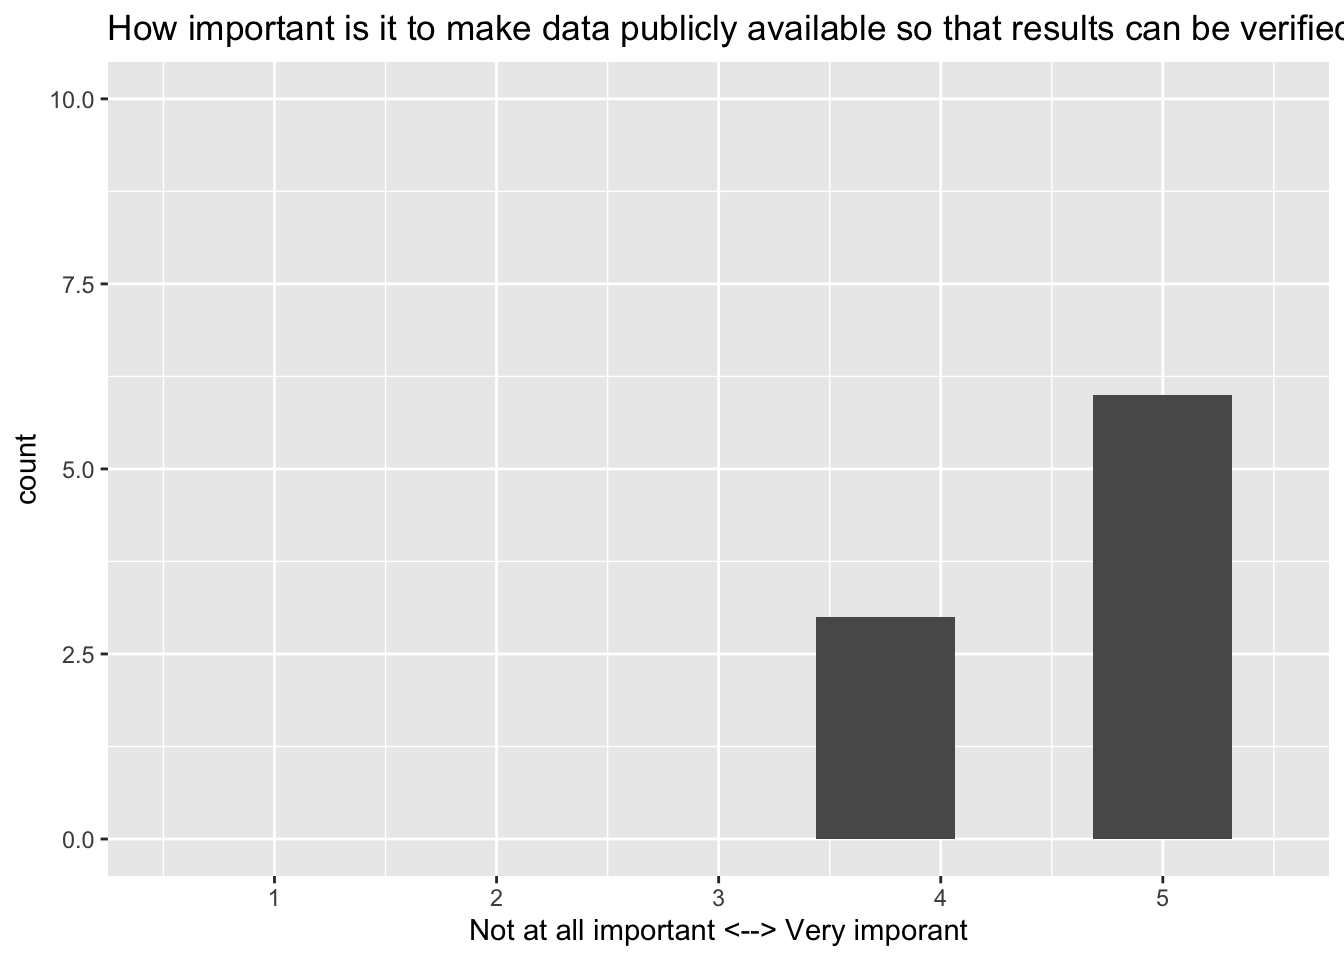 How important is it to make data publicly available so that results can be verified
10.0
7.5
5.0
2.5
0.0
count
1 2 3 4 5
Not at all important <--> Very imporant